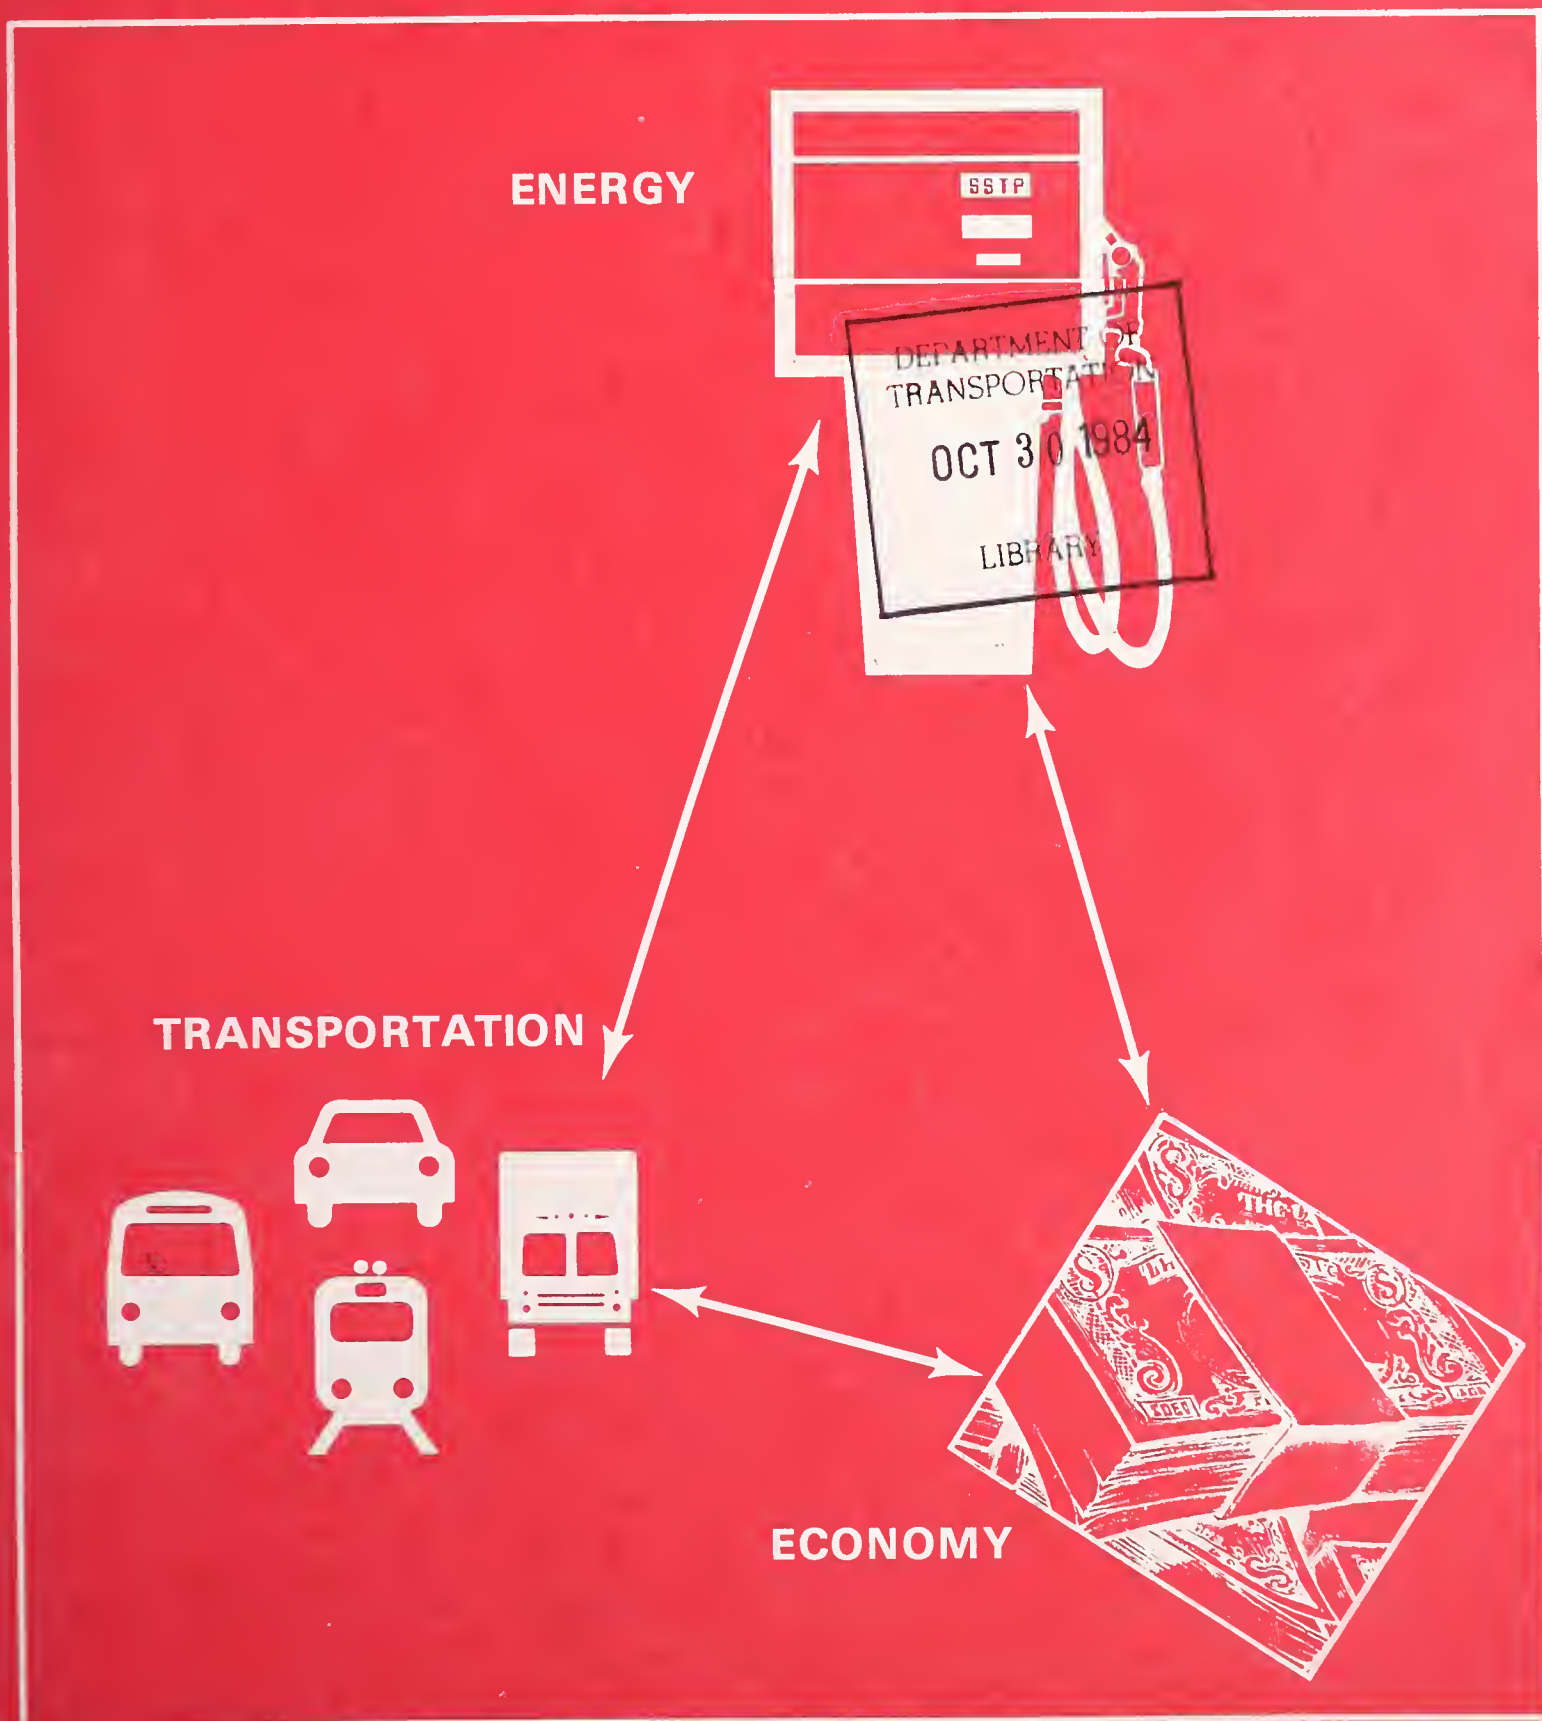 ENERGY
SSTP
DEPARTMENT OF
TRANSPORTATION
OCT 30 1984
LIBRARY
TRANSPORTATION
ECONOMY